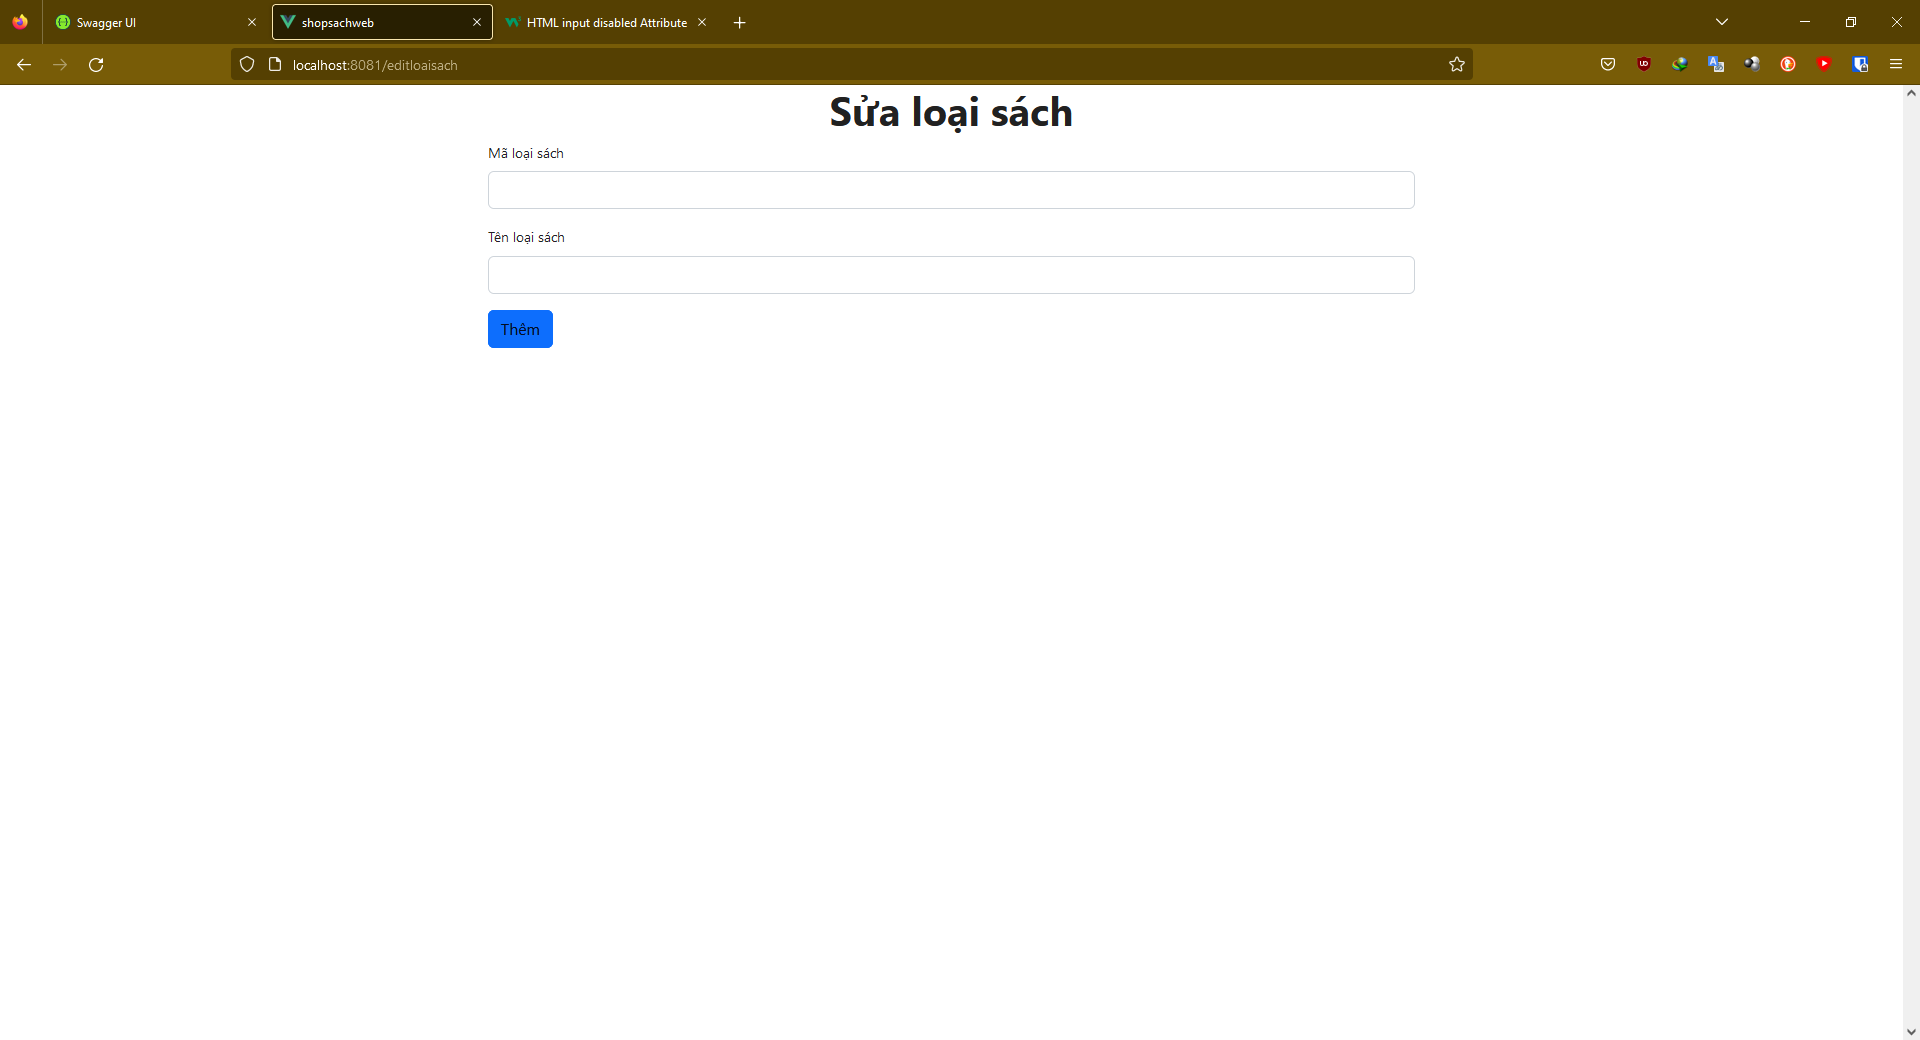 Swagger UI
shopsachweb
HTML input disabled Attribute
localhost:8081/editloaisach
Sửa loại sách
Mã loại sách
Tên loại sách
Thêm